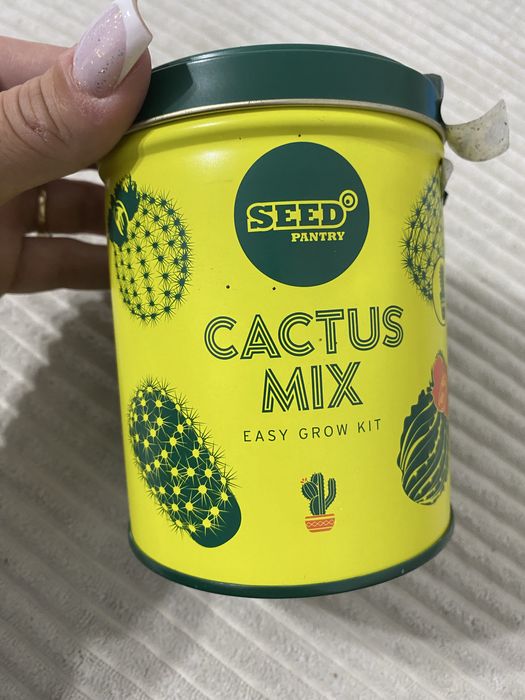 SEED
PANTRY
CACTUS
MIX
EASY GROW KIT